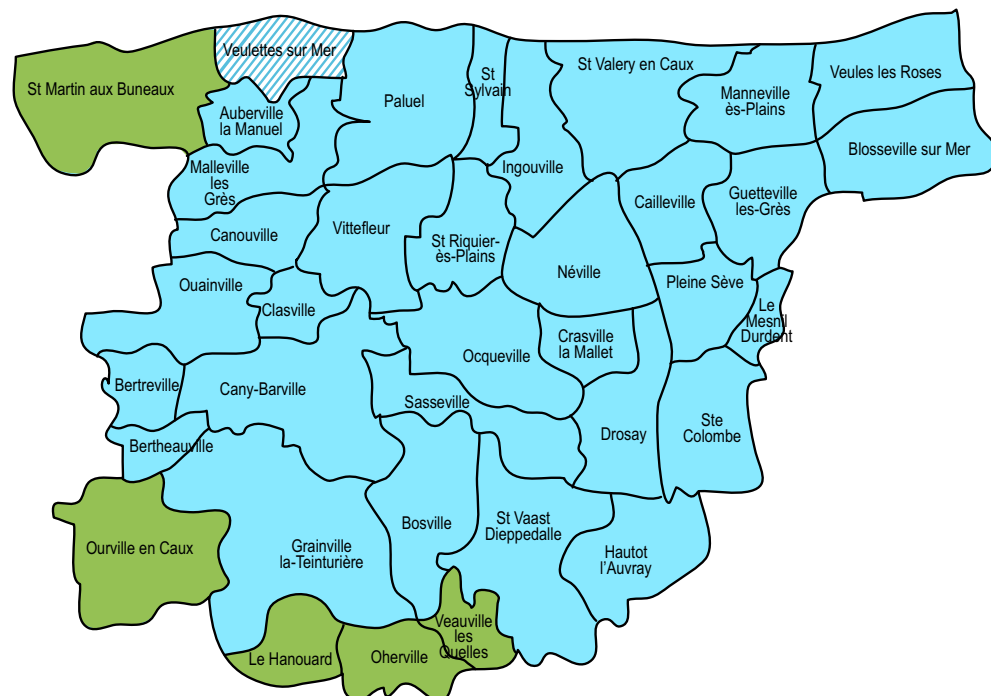 Veulettes sur Mer
St Martin aux Buneaux
Auberville
la Manuel
Paluel
St
Sylvain
St Valery en Caux
Manneville
ès-Plains
Veules les Roses
Blosseville sur Mer
Malleville
les
Grès
Ingouville
Cailleville
Guetteville
les-Grès
Canouville
Vittefleur
St Riquier-
ès-Plains
Néville
Pleine Sève
Ouainville
Clasville
Le
Mesnil
Durdent
Crasville
la Mallet
Ocqueville
Bertreville
Cany-Barville
Sasseville
Ste
Colombe
Drosay
Bertheauville
Bosville
St Vaast
Dieppedalle
Ourville en Caux
Grainville
la-Teinturière
Hautot
l'Auvray
Veauville
les
Quelles
Le Hanouard
Oherville